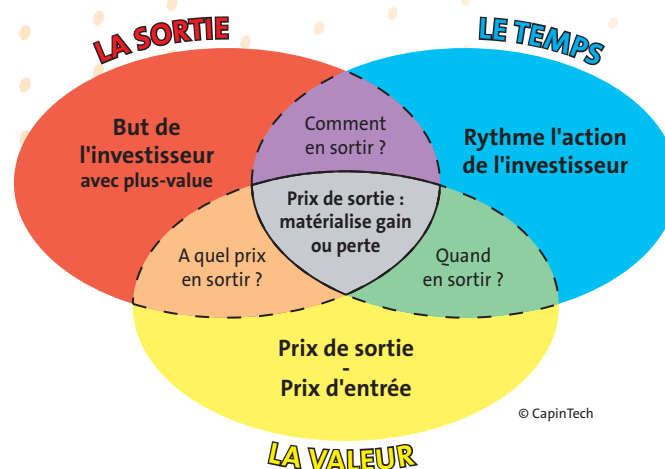 LA SORTIE
LE TEMPS
But de
l'investisseur
avec plus-value
Comment
en sortir ?
Rythme l'action
de l'investisseur
Prix de sortie :
matérialise gain
ou perte
A quel prix
en sortir ?
Quand
en sortir ?
Prix de sortie
-
Prix d'entrée
© CapinTech
LA VALEUR